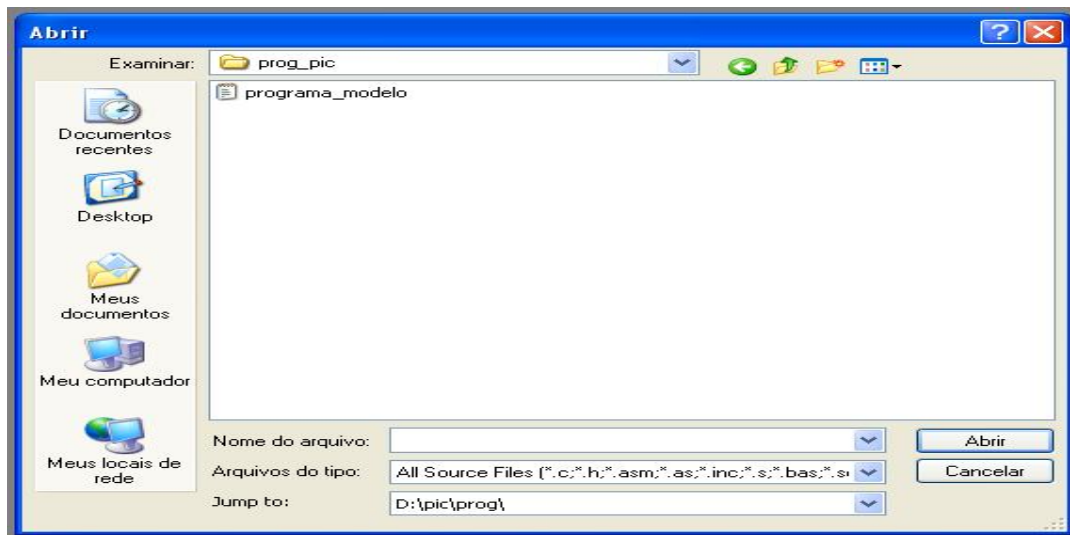 Abrir
Examinar:
prog_pic
programa_modelo
Documentos
recentes
Desktop
Meus
documentos
Meu computador
Meus locais de
rede
Nome do arquivo:
Abrir
Arquivos do tipo:
All Source Files (*.c;*.h;*.asm;*.as;*.inc;*.s;*.bas;*.s
Cancelar
Jump to:
D:\pic\prog\